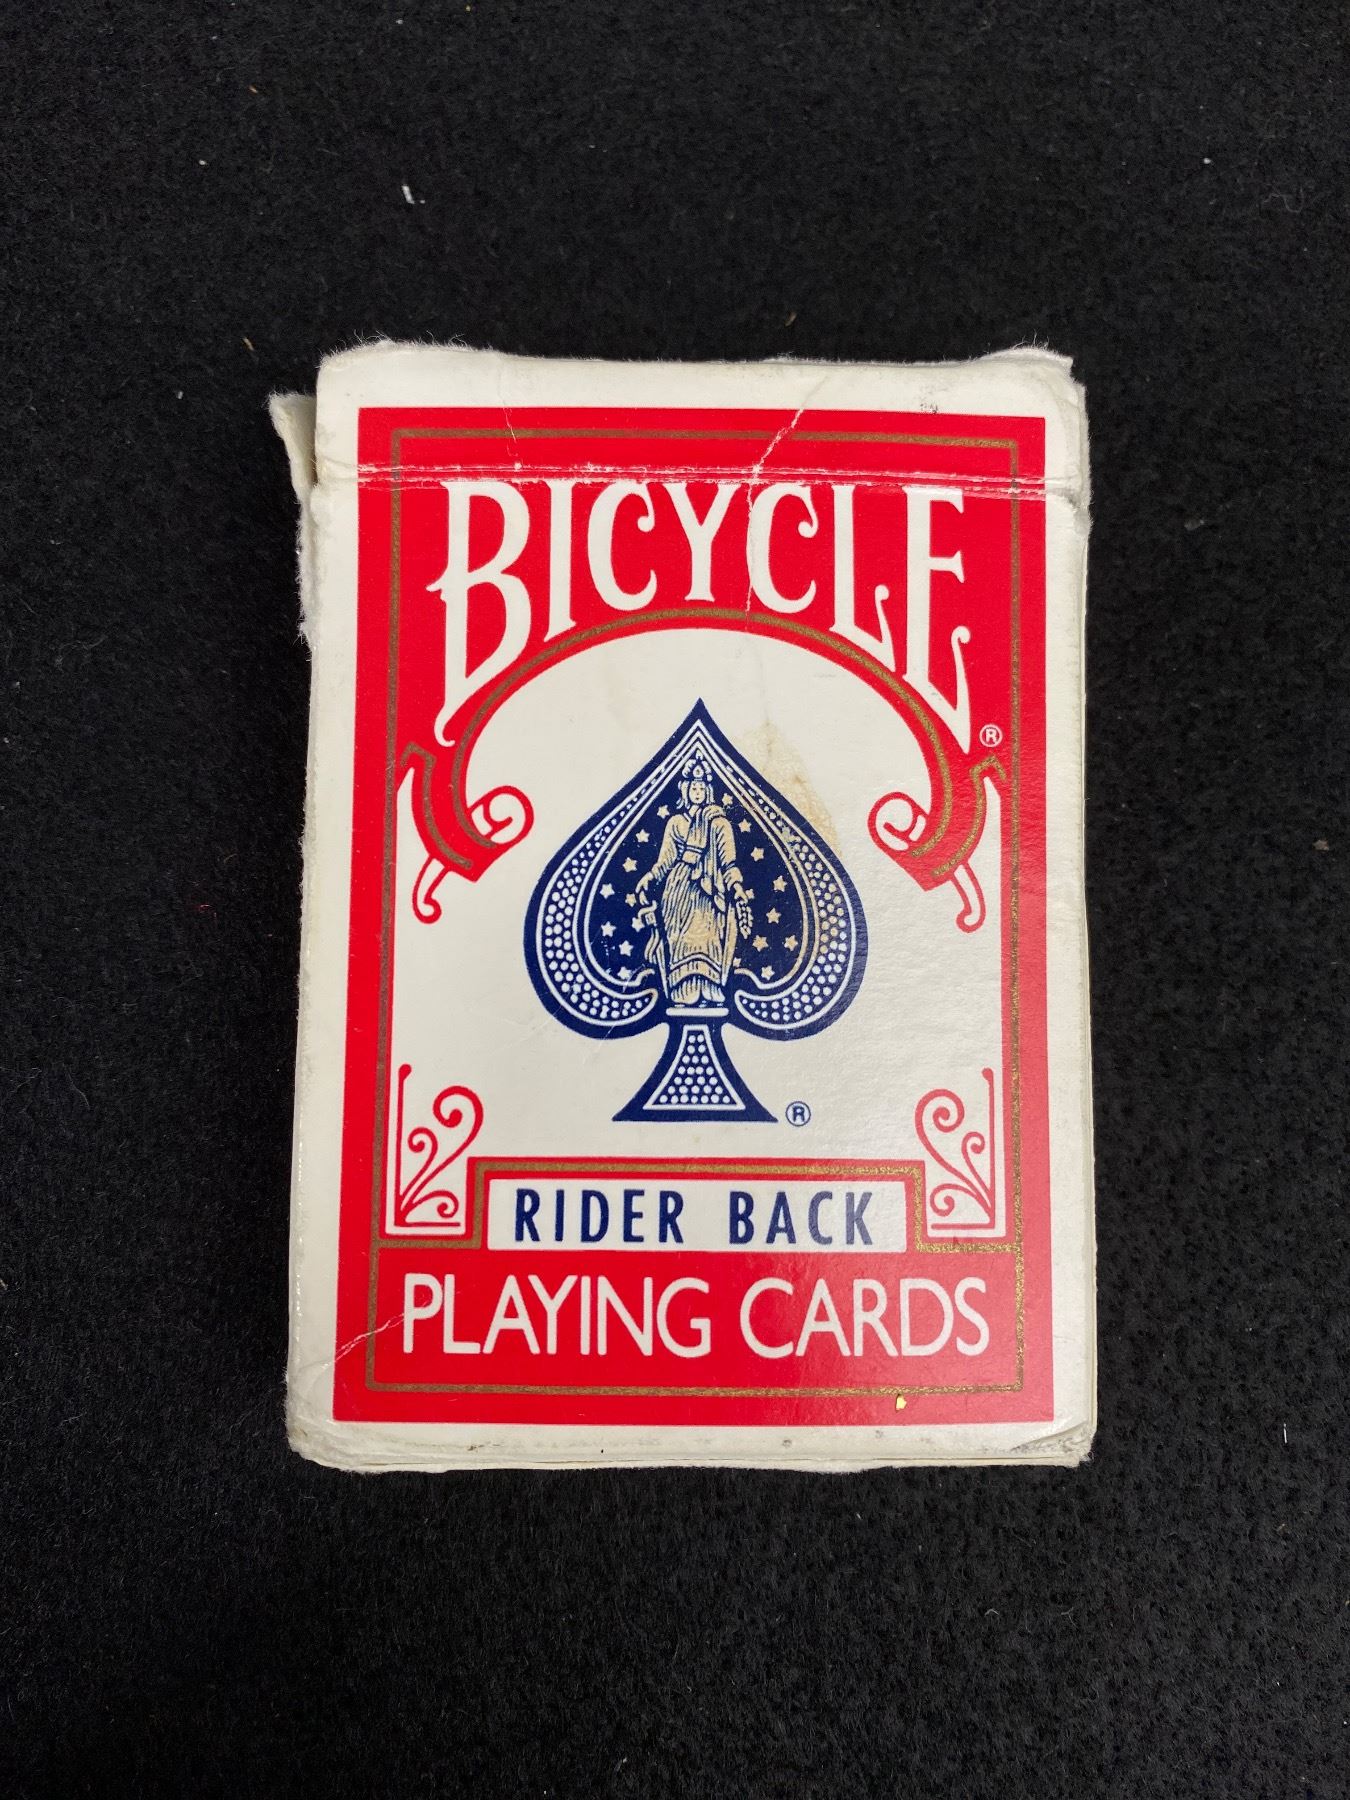 BICYCLE®
®
RIDER BACK
PLAYING CARDS